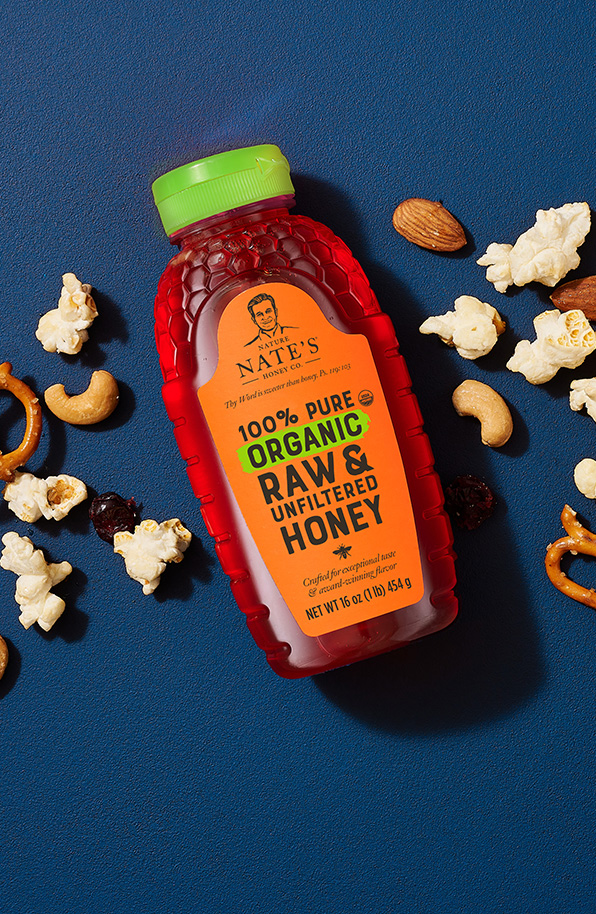 NATURE
NATE'S
HONEY CO.
Thy Word is sweeter than honey. Ps. 119:103
100% PURE
ORGANIC
RAW &
UNFILTERED
HONEY
Crafted for exceptional taste
& award-winning flavor
NET WT 16 oz (1 lb) 454 g